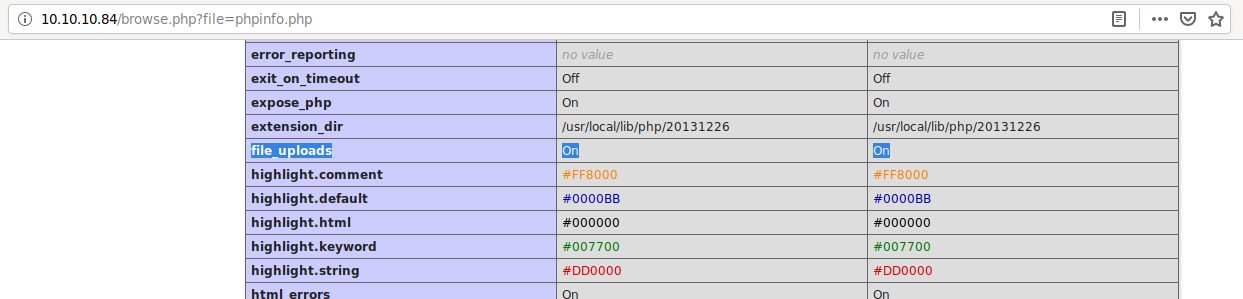 10.10.10.84/browse.php?file=phpinfo.php
error_reporting no value no value
exit_on_timeout Off Off
expose_php On On
extension_dir /usr/local/lib/php/20131226 /usr/local/lib/php/20131226
file_uploads On On
highlight.comment #FF8000 #FF8000
highlight.default #0000BB #0000BB
highlight.html #000000 #000000
highlight.keyword #007700 #007700
highlight.string #DD0000 #DD0000
html_errors On On